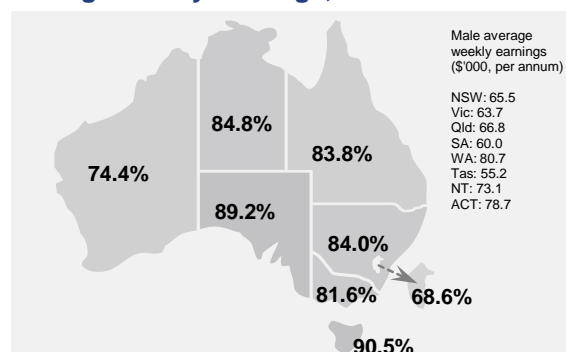 Male average
weekly earnings
($'000, per annum)
NSW: 65.5
Vic: 63.7
Qld: 66.8
SA: 60.0
WA: 80.7
Tas: 55.2
NT: 73.1
ACT: 78.7
84.8%
83.8%
74.4%
89.2%
84.0%
81.6%
68.6%
90.5%